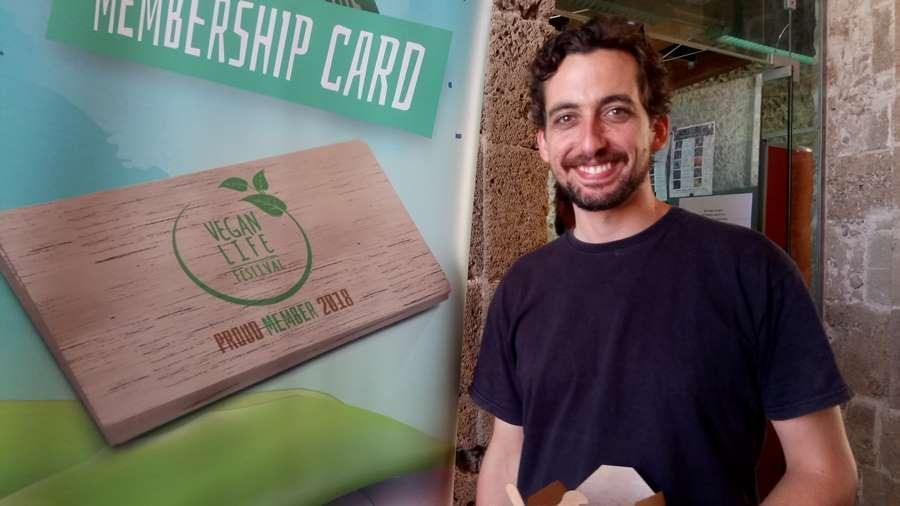 MEMBERSHIP CARD
VEGAN
LIFE
FESTIVAL
PROUD MEMBER 2018